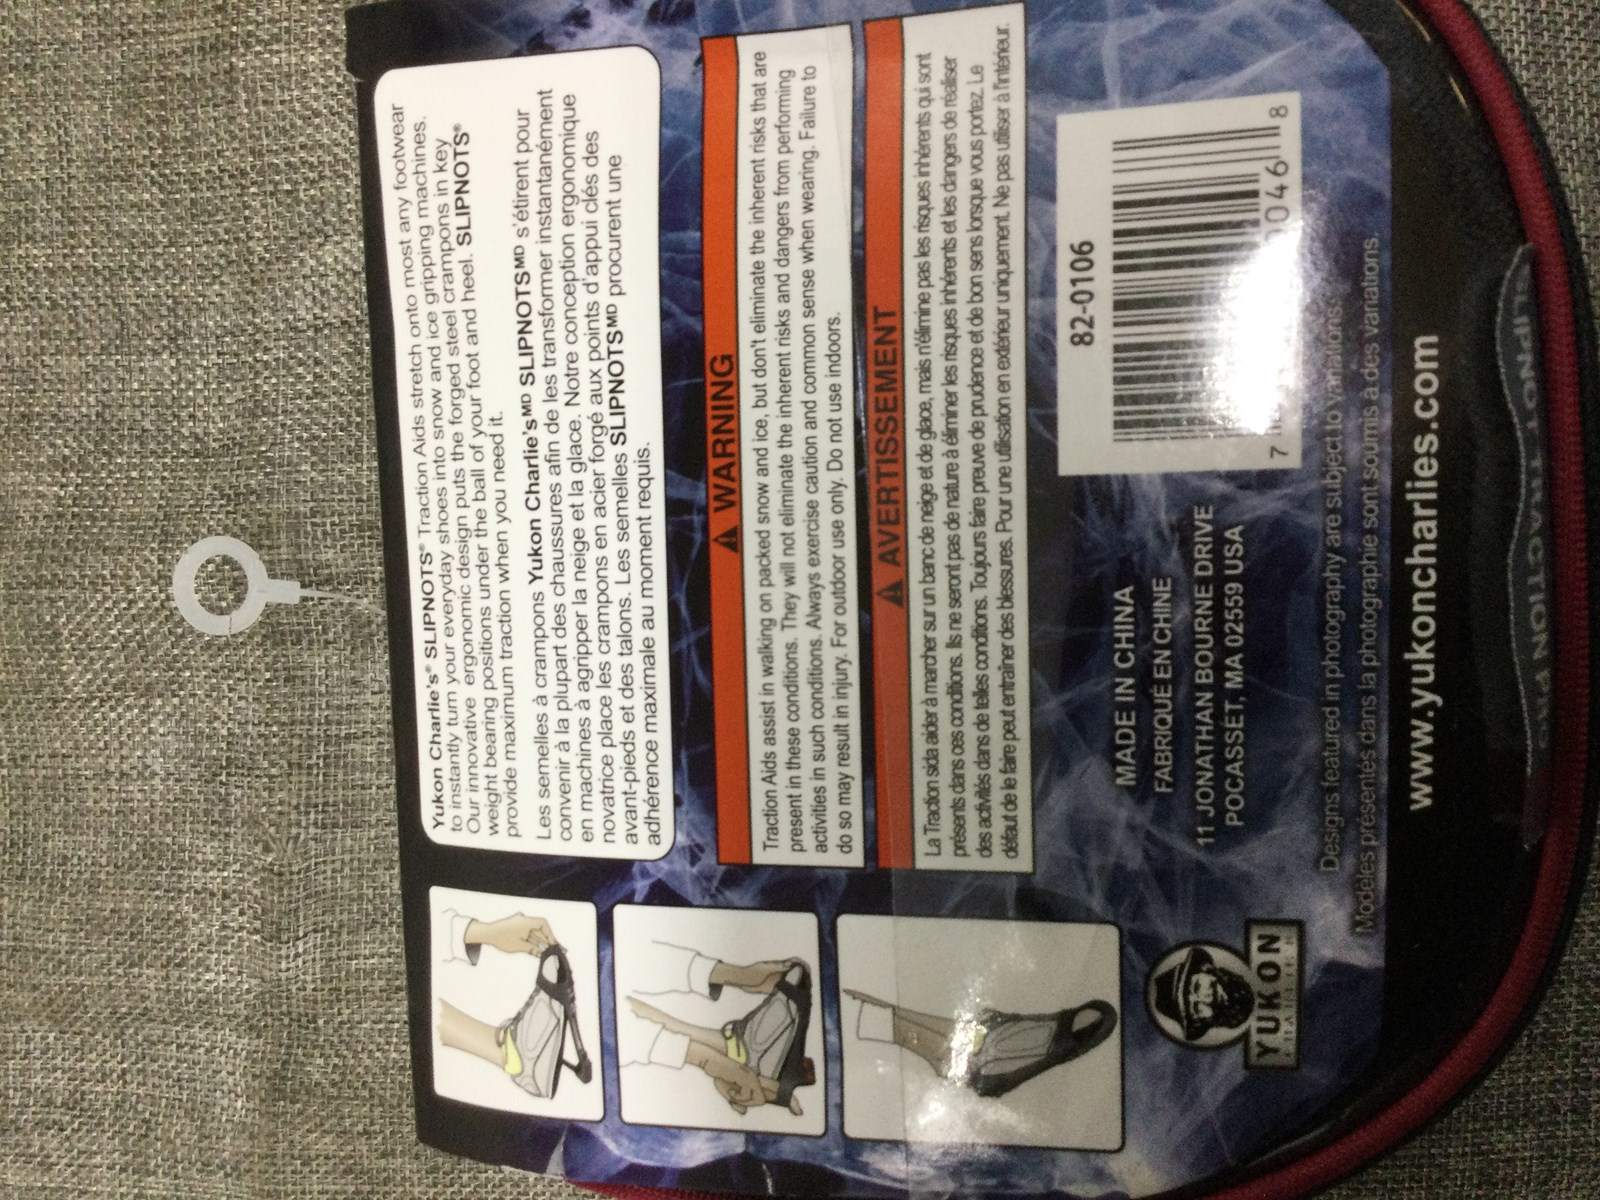 Yukon Charlie's® SLIPNOTS® Traction Aids stretch onto most any footwear
to instantly turn your everyday shoes into snow and ice gripping machines.
Our innovative ergonomic design puts the forged steel crampons in key
weight bearing positions under the ball of your foot and heel. SLIPNOTS®
provide maximum traction when you need it.
Les semelles à crampons Yukon Charlie's MD SLIPNOTS MD s'étirent pour
convenir à la plupart des chaussures afin de les transformer instantanément
en machines à agripper la neige et la glace. Notre conception ergonomique
novatrice place les crampons en acier forgé aux points d'appui clés des
avant-pieds et des talons. Les semelles SLIPNOTS MD procurent une
adhérence maximale au moment requis.
WARNING
Traction Aids assist in walking on packed snow and ice, but don't eliminate the inherent risks that are
present in these conditions. They will not eliminate the inherent risks and dangers from performing
activities in such conditions. Always exercise caution and common sense when wearing. Failure to
do so may result in injury. For outdoor use only. Do not use indoors.
AVERTISSEMENT
La Traction sida aider à marcher sur un banc de neige et de glace, mais n'élimine pas les risques inhérents qui sont
présents dans ces conditions. Ils ne seront pas de nature à éliminer les risques inhérents et les dangers de réaliser
des activités dans de telles conditions. Toujours faire preuve de prudence et de bon sens lorsque vous portez. Le
défaut de le faire peut entraîner des blessures. Pour une utilisation en extérieur uniquement. Ne pas utiliser à l'intérieur.
82-0106
7 046 8
MADE IN CHINA
FABRIQUÉ EN CHINE
11 JONATHAN BOURNE DRIVE
POCASSET, MA 02559 USA
YUKON
Designs featured in photography are subject to variations.
Modèles présentés dans la photographie sont soumis à des variations.
www.yukoncharlies.com
SLIPNOT TRACTION AID